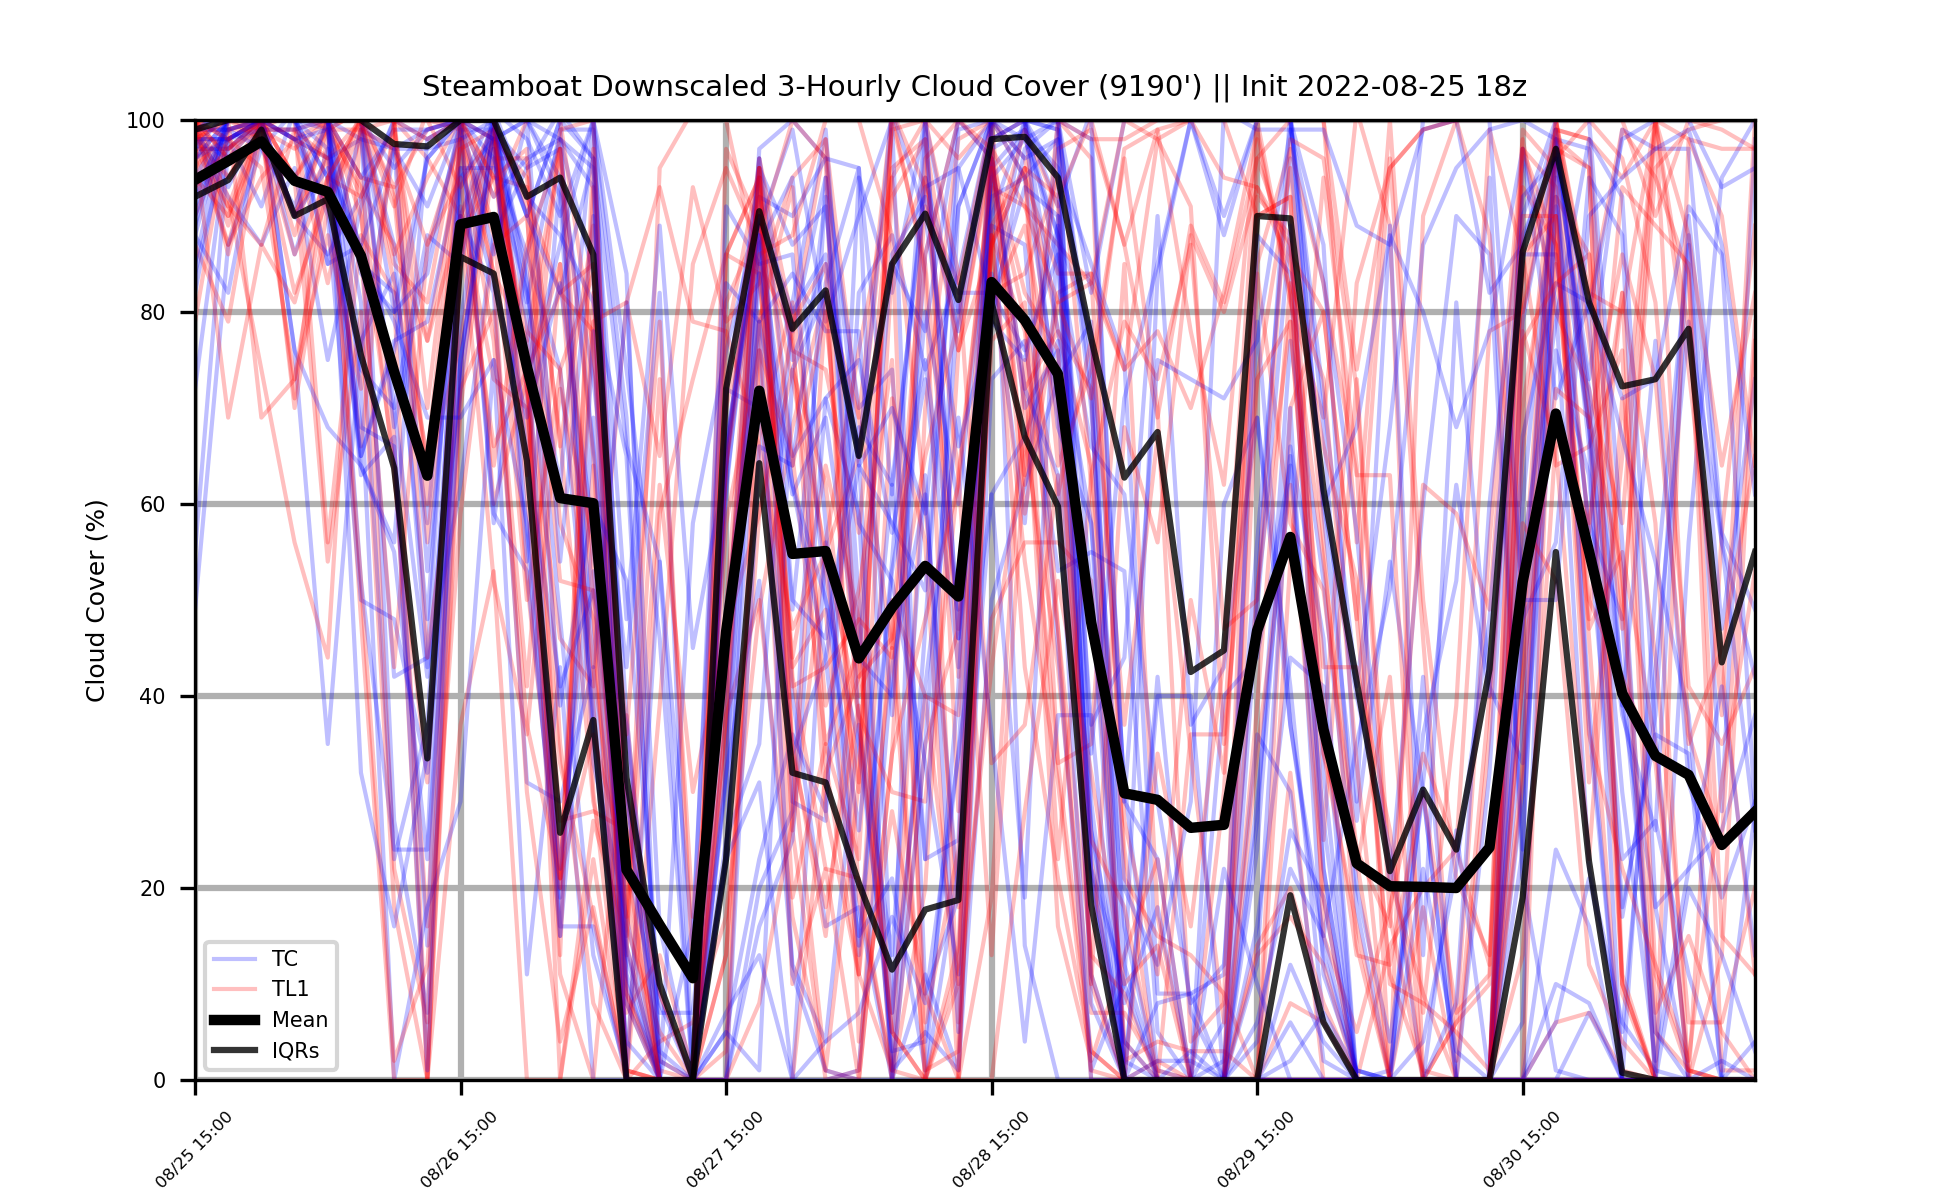 Steamboat Downscaled 3-Hourly Cloud Cover (9190') || Init 2022-08-25 18z
Cloud Cover (%)
100
80
60
40
20
0
TC
TL1
Mean
IQRs
08/25 15:00
08/26 15:00
08/27 15:00
08/28 15:00
08/29 15:00
08/30 15:00